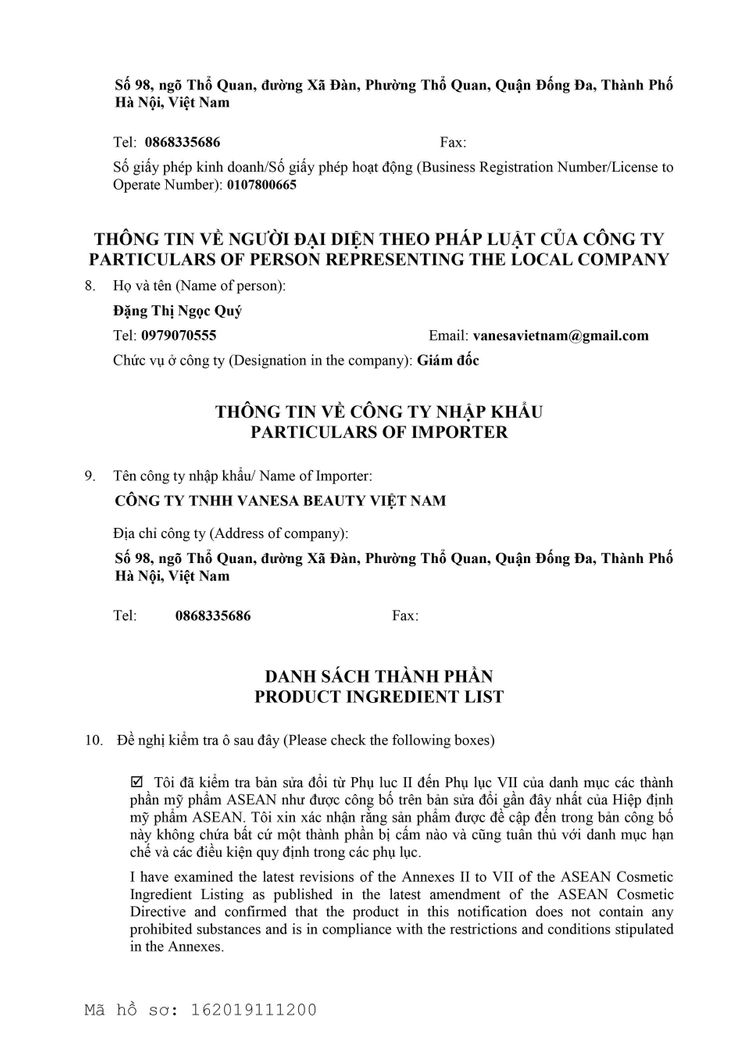 Số 98, ngõ Thổ Quan, đường Xã Đàn, Phường Thổ Quan, Quận Đống Đa, Thành Phố
Hà Nội, Việt Nam
Tel: 0868335686 Fax:
Số giấy phép kinh doanh/Số giấy phép hoạt động (Business Registration Number/License to
Operate Number): 0107800665
THÔNG TIN VỀ NGƯỜI ĐẠI DIỆN THEO PHÁP LUẬT CỦA CÔNG TY
PARTICULARS OF PERSON REPRESENTING THE LOCAL COMPANY
8. Họ và tên (Name of person):
Đặng Thị Ngọc Quý
Tel: 0979070555 Email: vanesavietnam@gmail.com
Chức vụ ở công ty (Designation in the company): Giám đốc
THÔNG TIN VỀ CÔNG TY NHẬP KHẨU
PARTICULARS OF IMPORTER
9. Tên công ty nhập khẩu/ Name of Importer:
CÔNG TY TNHH VANESA BEAUTY VIỆT NAM
Địa chỉ công ty (Address of company):
Số 98, ngõ Thổ Quan, đường Xã Đàn, Phường Thổ Quan, Quận Đống Đa, Thành Phố
Hà Nội, Việt Nam
Tel: 0868335686 Fax:
DANH SÁCH THÀNH PHẦN
PRODUCT INGREDIENT LIST
10. Đề nghị kiểm tra ô sau đây (Please check the following boxes)
☑ Tôi đã kiểm tra bản sửa đổi từ Phụ luc II đến Phụ lục VII của danh mục các thành
phần mỹ phẩm ASEAN như được công bố trên bản sửa đổi gần đây nhất của Hiệp định
mỹ phẩm ASEAN. Tôi xin xác nhận rằng sản phẩm được đề cập đến trong bản công bố
này không chứa bất cứ một thành phần bị cấm nào và cũng tuân thủ với danh mục hạn
chế và các điều kiện quy định trong các phụ lục.
I have examined the latest revisions of the Annexes II to VII of the ASEAN Cosmetic
Ingredient Listing as published in the latest amendment of the ASEAN Cosmetic
Directive and confirmed that the product in this notification does not contain any
prohibited substances and is in compliance with the restrictions and conditions stipulated
in the Annexes.
Mã hồ sơ: 162019111200